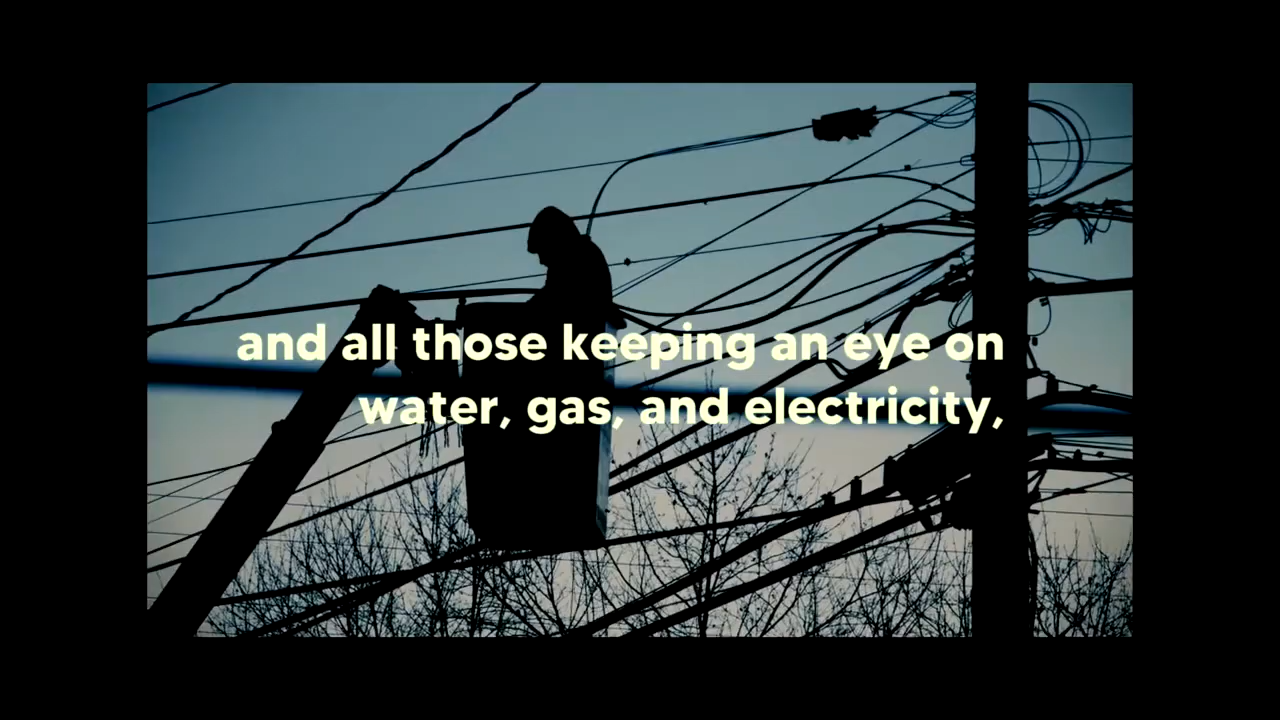 and all those keeping an eye on
water, gas, and electricity,